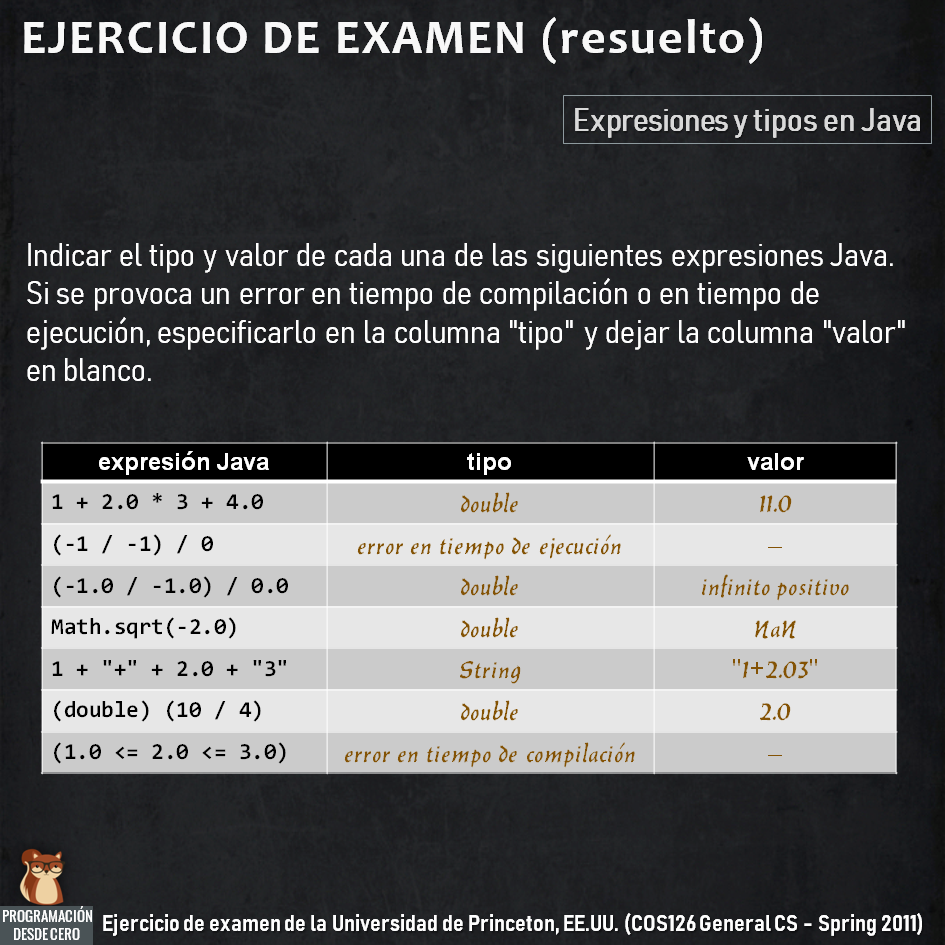 EJERCICIO DE EXAMEN (resuelto)
Expresiones y tipos en Java
Indicar el tipo y valor de cada una de las siguientes expresiones Java.
Si se provoca un error en tiempo de compilación o en tiempo de
ejecución, especificarlo en la columna "tipo" y dejar la columna "valor"
en blanco.
expresión Java tipo valor
1 + 2.0 * 3 + 4.0 double 11.0
(-1 / -1) / 0 error en tiempo de ejecución —
(-1.0 / -1.0) / 0.0 double infinito positivo
Math.sqrt(-2.0) double NaN
1 + "+" + 2.0 + "3" String "1+2.03"
(double) (10 / 4) double 2.0
(1.0 <= 2.0 <= 3.0) error en tiempo de compilación —
PROGRAMACIÓN
DESDE CERO
Ejercicio de examen de la Universidad de Princeton, EE.UU. (COS126 General CS - Spring 2011)